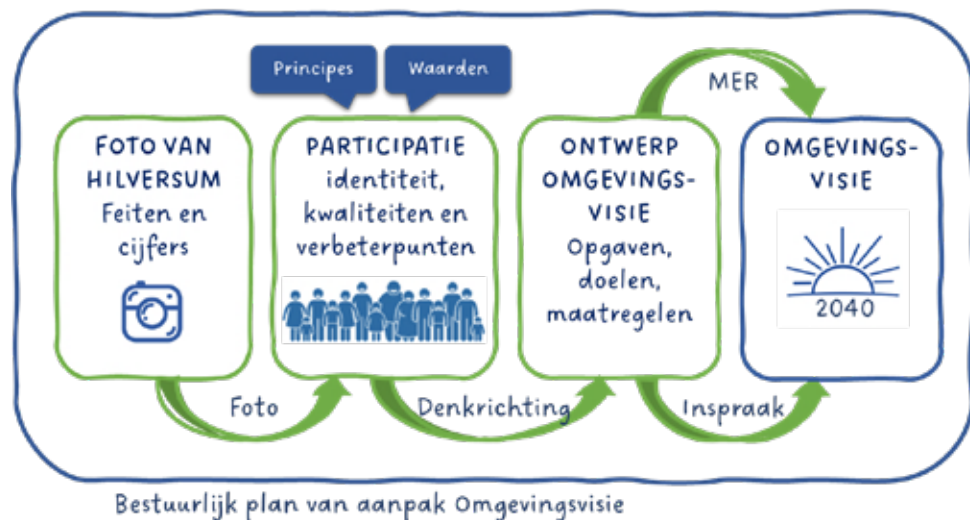 Principes
Waarden
MER
FOTO VAN
HILVERSUM
Feiten en
cijfers
PARTICIPATIE
identiteit,
kwaliteiten en
verbeterpunten
ONTWERP
OMGEVINGS-
VISIE
Opgaven,
doelen,
maatregelen
OMGEVINGS-
VISIE
2040
Foto
Denkrichting
Inspraak
Bestuurlijk plan van aanpak Omgevingsvisie